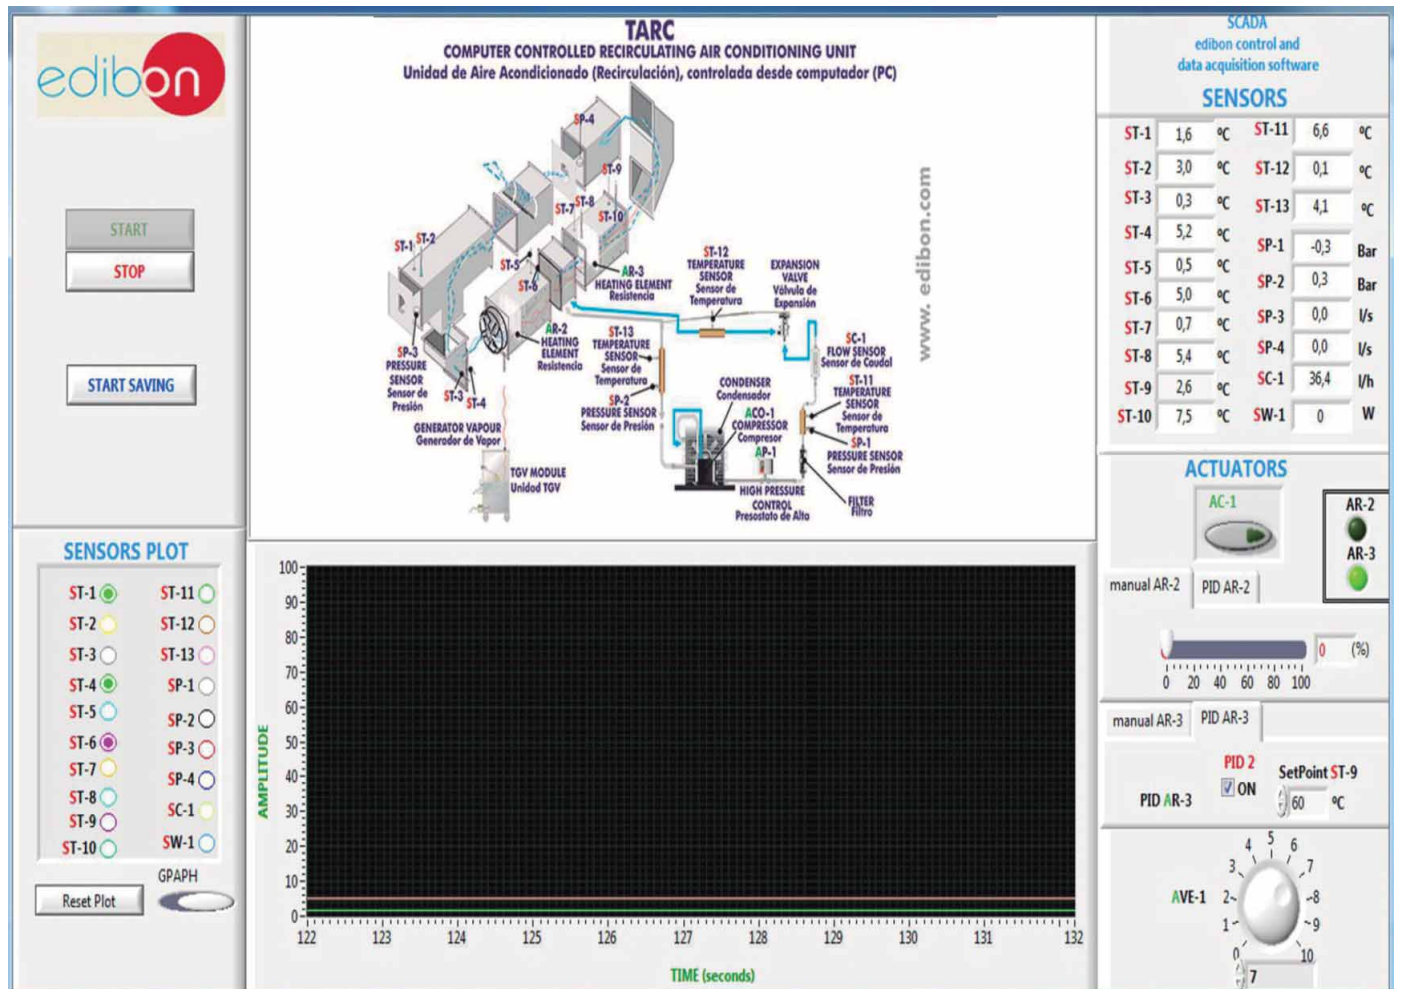 edibon
START
STOP
START SAVING
TARC
COMPUTER CONTROLLED RECIRCULATING AIR CONDITIONING UNIT
Unidad de Aire Acondicionado (Recirculación), controlada desde computador (PC)
SP-4
ST-9
ST-8
ST-7
ST-10
ST-1
ST-2
ST-5
ST-6
AR-3
HEATING ELEMENT
Resistencia
AR-2
HEATING
ELEMENT
Resistencia
SP-3
PRESSURE
SENSOR
Sensor de
Presión
ST-3
ST-4
GENERATOR VAPOUR
Generador de Vapor
TGV MODULE
Unidad TGV
ST-12
TEMPERATURE
SENSOR
Sensor de
Temperatura
EXPANSION
VALVE
Válvula de
Expansión
ST-13
TEMPERATURE
SENSOR
Sensor de
Temperatura
SP-2
PRESSURE SENSOR
Sensor de Presión
SC-1
FLOW SENSOR
Sensor de Caudal
ST-11
TEMPERATURE
SENSOR
Sensor de
Temperatura
SP-1
PRESSURE SENSOR
Sensor de Presión
CONDENSER
Condensador
ACO-1
COMPRESSOR
Compresor
AP-1
HIGH PRESSURE
CONTROL
Presostato de Alta
FILTER
Filtro
www. edibon.com
SCADA
edibon control and
data acquisition software
SENSORS
ST-1 1,6 ºC ST-11 6,6 ºC
ST-2 3,0 ºC ST-12 0,1 ºC
ST-3 0,3 ºC ST-13 4,1 ºC
ST-4 5,2 ºC SP-1 -0,3 Bar
ST-5 0,5 ºC SP-2 0,3 Bar
ST-6 5,0 ºC SP-3 0,0 l/s
ST-7 0,7 ºC SP-4 0,0 l/s
ST-8 5,4 ºC SC-1 36,4 l/h
ST-9 2,6 ºC SW-1 0 W
ST-10 7,5 ºC
ACTUATORS
AC-1
AR-2
AR-3
manual AR-2 PID AR-2
0 (%)
0 20 40 60 80 100
manual AR-3 PID AR-3
PID 2
ON
PID AR-3
SetPoint ST-9
60 ºC
AVE-1
0 1 2 3 4 5 6 7 8 9 10
7
SENSORS PLOT
ST-1 ST-11
ST-2 ST-12
ST-3 ST-13
ST-4 SP-1
ST-5 SP-2
ST-6 SP-3
ST-7 SP-4
ST-8 SC-1
ST-9 SW-1
ST-10
GPAPH
Reset Plot
AMPLITUDE
100
90
80
70
60
50
40
30
20
10
0
122 123 124 125 126 127 128 129 130 131 132
TIME (seconds)